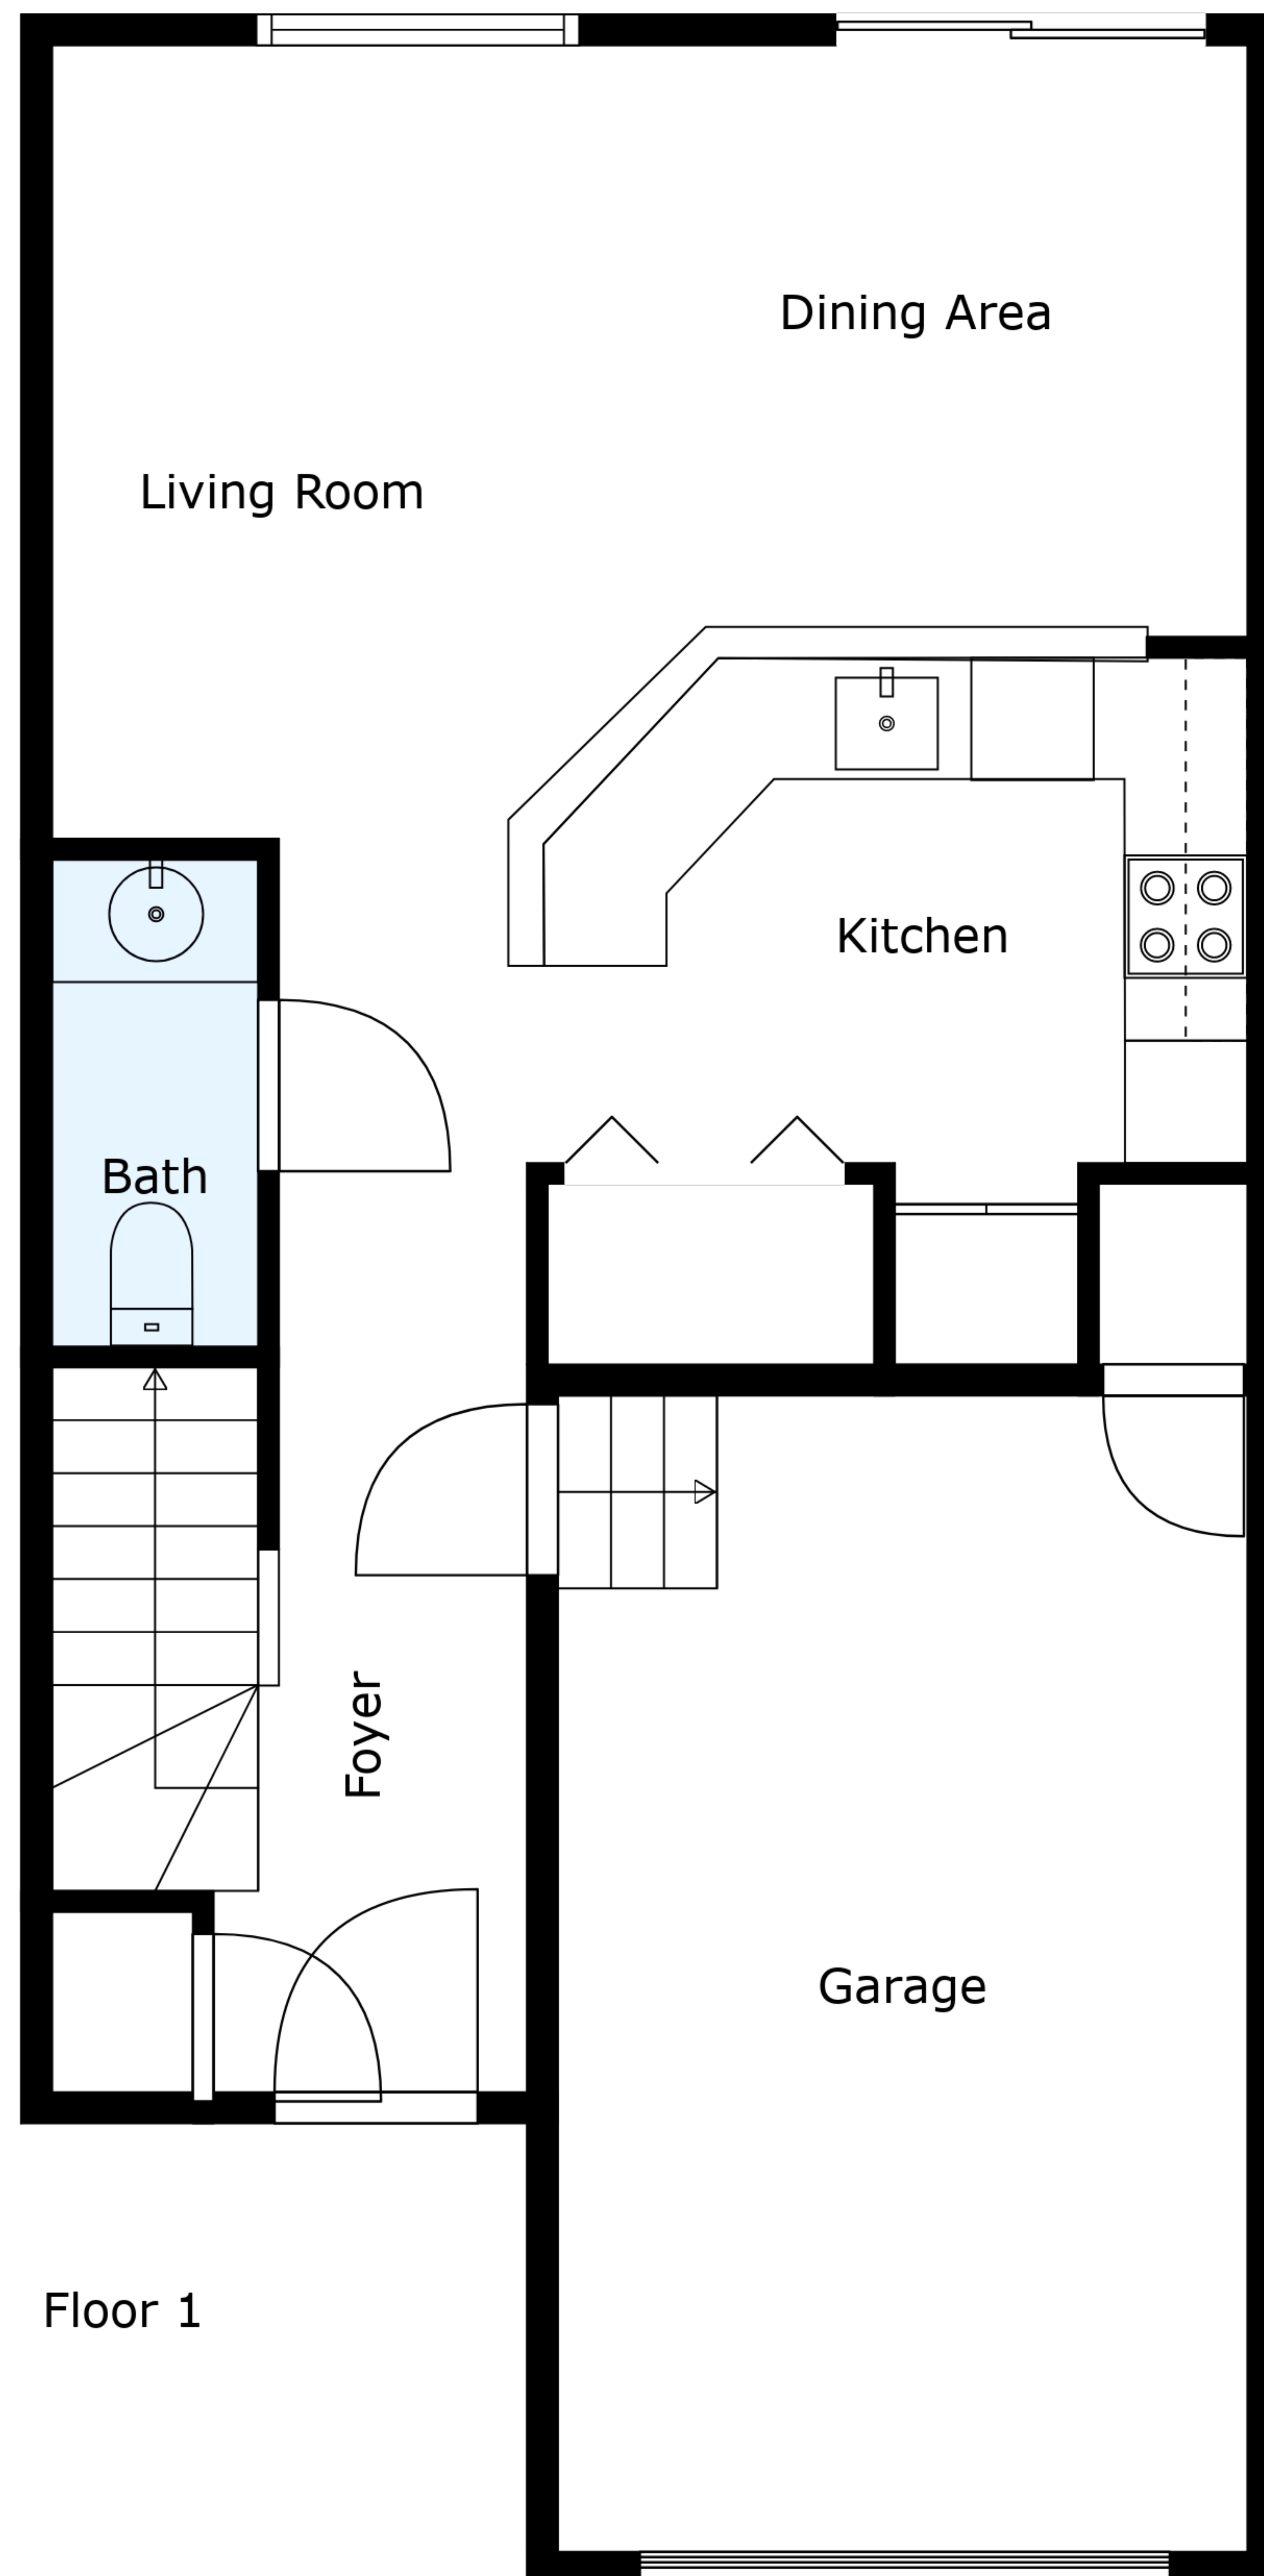 Dining Area
Living Room
Kitchen
Bath
Foyer
Garage
Floor 1